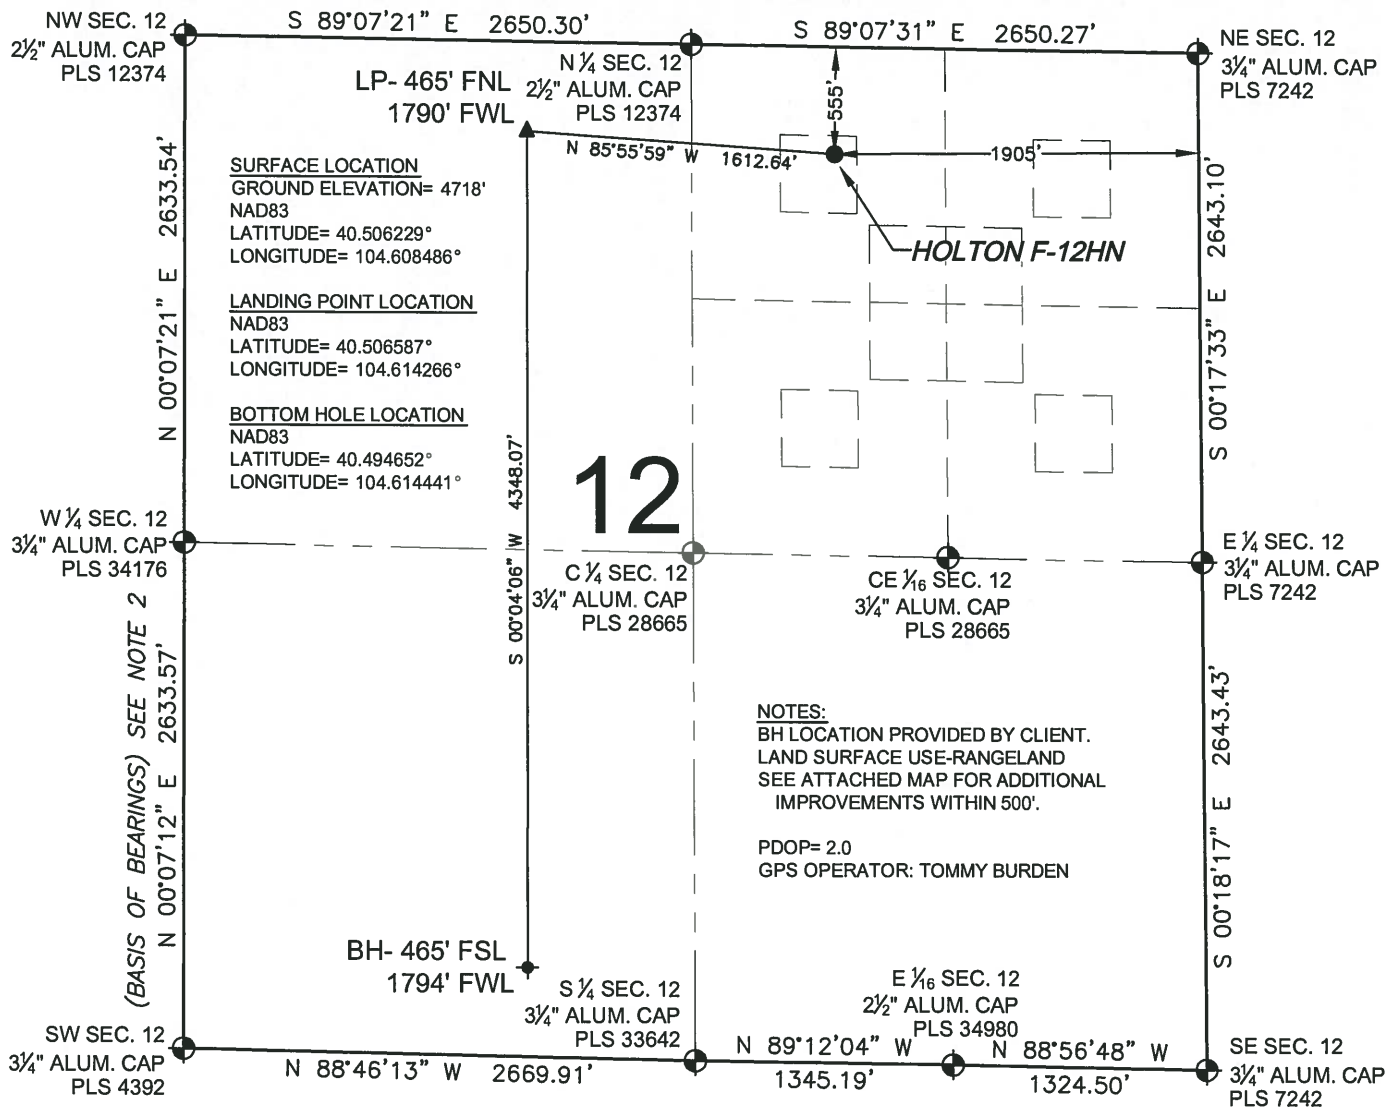 NW SEC. 12
2½" ALUM. CAP
PLS 12374
S 89°07'21" E 2650.30'
N ¼ SEC. 12
2½" ALUM. CAP
PLS 12374
S 89°07'31" E 2650.27'
NE SEC. 12
3¼" ALUM. CAP
PLS 7242
LP- 465' FNL
1790' FWL
555'
1905'
N 85°55'59" W 1612.64'
HOLTON F-12HN
N 00°07'21" E 2633.54'
SURFACE LOCATION
GROUND ELEVATION= 4718'
NAD83
LATITUDE= 40.506229°
LONGITUDE= 104.608486°
LANDING POINT LOCATION
NAD83
LATITUDE= 40.506587°
LONGITUDE= 104.614266°
BOTTOM HOLE LOCATION
NAD83
LATITUDE= 40.494652°
LONGITUDE= 104.614441°
S 00°04'06" W 4348.07'
12
S 00°17'33" E 2643.10'
W ¼ SEC. 12
3¼" ALUM. CAP
PLS 34176
C ¼ SEC. 12
3¼" ALUM. CAP
PLS 28665
CE 1⁄16 SEC. 12
3¼" ALUM. CAP
PLS 28665
E ¼ SEC. 12
3¼" ALUM. CAP
PLS 7242
(BASIS OF BEARINGS) SEE NOTE 2
N 00°07'12" E 2633.57'
NOTES:
BH LOCATION PROVIDED BY CLIENT.
LAND SURFACE USE-RANGELAND
SEE ATTACHED MAP FOR ADDITIONAL
IMPROVEMENTS WITHIN 500'.
PDOP= 2.0
GPS OPERATOR: TOMMY BURDEN
S 00°18'17" E 2643.43'
BH- 465' FSL
1794' FWL
SW SEC. 12
3¼" ALUM. CAP
PLS 4392
N 88°46'13" W 2669.91'
S ¼ SEC. 12
3¼" ALUM. CAP
PLS 33642
E 1⁄16 SEC. 12
2½" ALUM. CAP
PLS 34980
N 89°12'04" W
1345.19'
N 88°56'48" W
1324.50'
SE SEC. 12
3¼" ALUM. CAP
PLS 7242